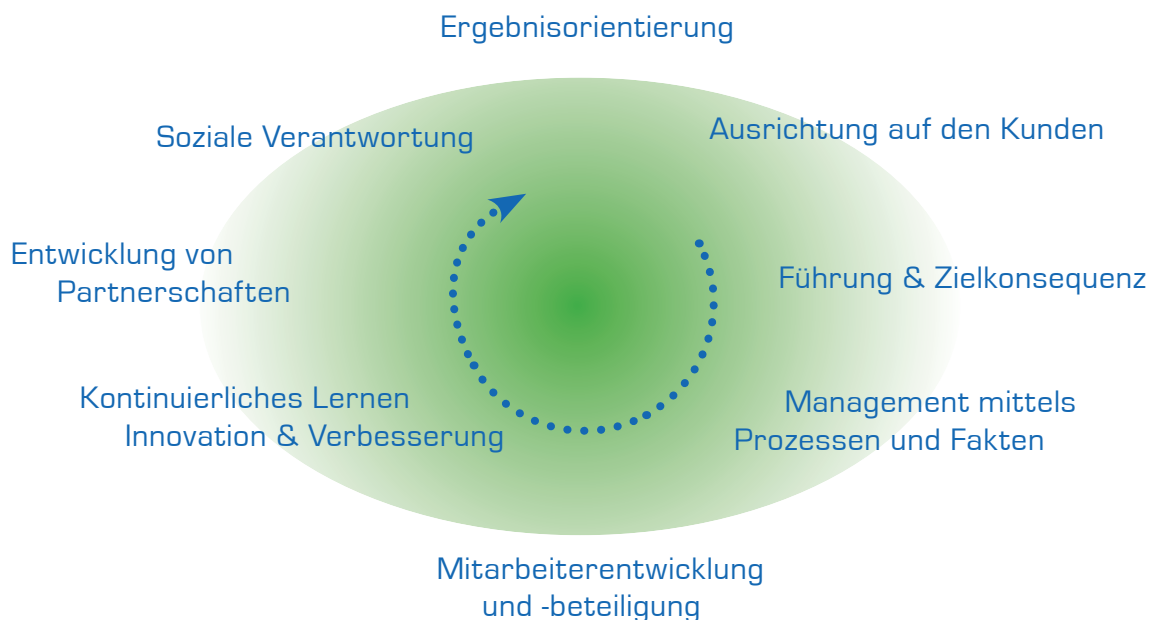 Ergebnisorientierung
Soziale Verantwortung
Ausrichtung auf den Kunden
Entwicklung von
Partnerschaften
Führung & Zielkonsequenz
Kontinuierliches Lernen
Innovation & Verbesserung
Management mittels
Prozessen und Fakten
Mitarbeiterentwicklung
und -beteiligung